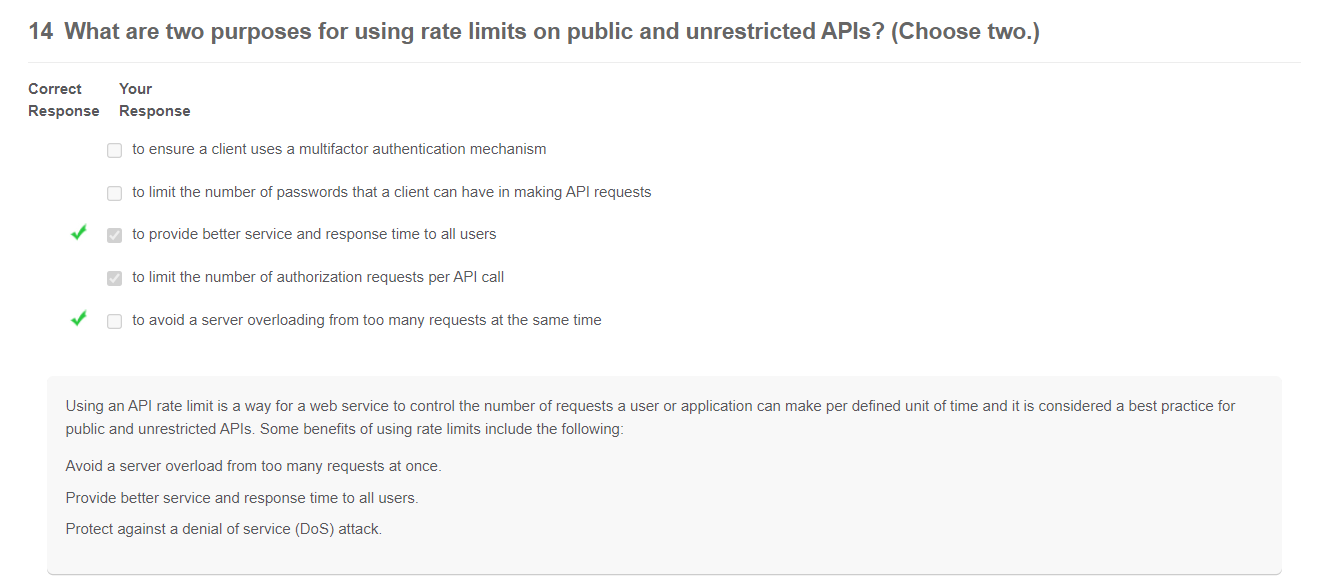 14 What are two purposes for using rate limits on public and unrestricted APIs? (Choose two.)
Correct Response
Your Response
to ensure a client uses a multifactor authentication mechanism
to limit the number of passwords that a client can have in making API requests
to provide better service and response time to all users
to limit the number of authorization requests per API call
to avoid a server overloading from too many requests at the same time
Using an API rate limit is a way for a web service to control the number of requests a user or application can make per defined unit of time and it is considered a best practice for
public and unrestricted APIs. Some benefits of using rate limits include the following:
Avoid a server overload from too many requests at once.
Provide better service and response time to all users.
Protect against a denial of service (DoS) attack.